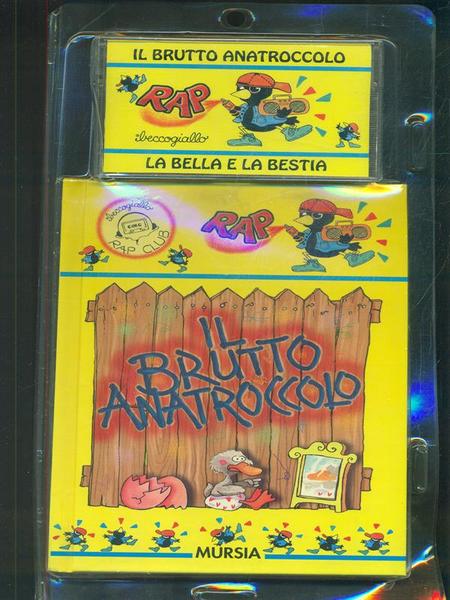 IL BRUTTO ANATROCCOLO
RAP
ilbeccogiallo
LA BELLA E LA BESTIA
ilbeccogiallo
RAP CLUB
RAP
IL
BRUTTO
ANATROCCOLO
MURSIA